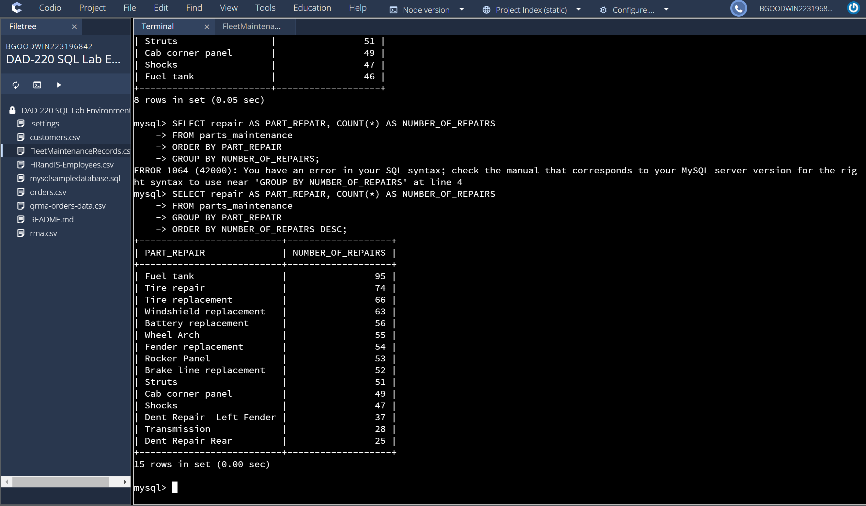 Codio Project File Edit Find View Tools Education Help Node version Project Index (static) Configure... BGOODWIN2231968...
Filetree × Terminal × FleetMaintena...
BGOODWIN223196842
DAD-220 SQL Lab E...
DAD-220 SQL Lab Environment
.settings
customers.csv
FleetMaintenanceRecords.cs
HRandIS-Employees.csv
mysqlsampledatabase.sql
orders.csv
qrma-orders-data.csv
README.md
rma.csv
| Struts | 51 |
| Cab corner panel | 49 |
| Shocks | 47 |
| Fuel tank | 46 |
+------------------------+--------------------+
8 rows in set (0.05 sec)
mysql> SELECT repair AS PART_REPAIR, COUNT(*) AS NUMBER_OF_REPAIRS
-> FROM parts_maintenance
-> ORDER BY PART_REPAIR
-> GROUP BY NUMBER_OF_REPAIRS;
ERROR 1064 (42000): You have an error in your SQL syntax; check the manual that corresponds to your MySQL server version for the rig
ht syntax to use near 'GROUP BY NUMBER_OF_REPAIRS' at line 4
mysql> SELECT repair AS PART_REPAIR, COUNT(*) AS NUMBER_OF_REPAIRS
-> FROM parts_maintenance
-> GROUP BY PART_REPAIR
-> ORDER BY NUMBER_OF_REPAIRS DESC;
+--------------------------+-------------------+
| PART_REPAIR | NUMBER_OF_REPAIRS |
+--------------------------+-------------------+
| Fuel tank | 95 |
| Tire repair | 74 |
| Tire replacement | 66 |
| Windshield replacement | 63 |
| Battery replacement | 56 |
| Wheel Arch | 55 |
| Fender replacement | 54 |
| Rocker Panel | 53 |
| Brake line replacement | 52 |
| Struts | 51 |
| Cab corner panel | 49 |
| Shocks | 47 |
| Dent Repair  Left Fender | 37 |
| Transmission | 28 |
| Dent Repair Rear | 25 |
+--------------------------+-------------------+
15 rows in set (0.00 sec)
mysql>